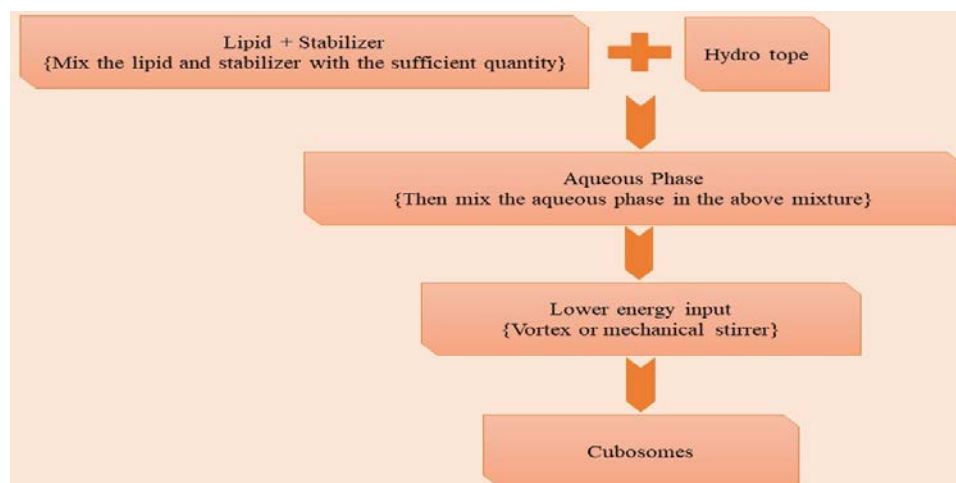 Lipid + Stabilizer
{Mix the lipid and stabilizer with the sufficient quantity}
Hydro tope
Aqueous Phase
{Then mix the aqueous phase in the above mixture}
Lower energy input
{Vortex or mechanical stirrer}
Cubosomes